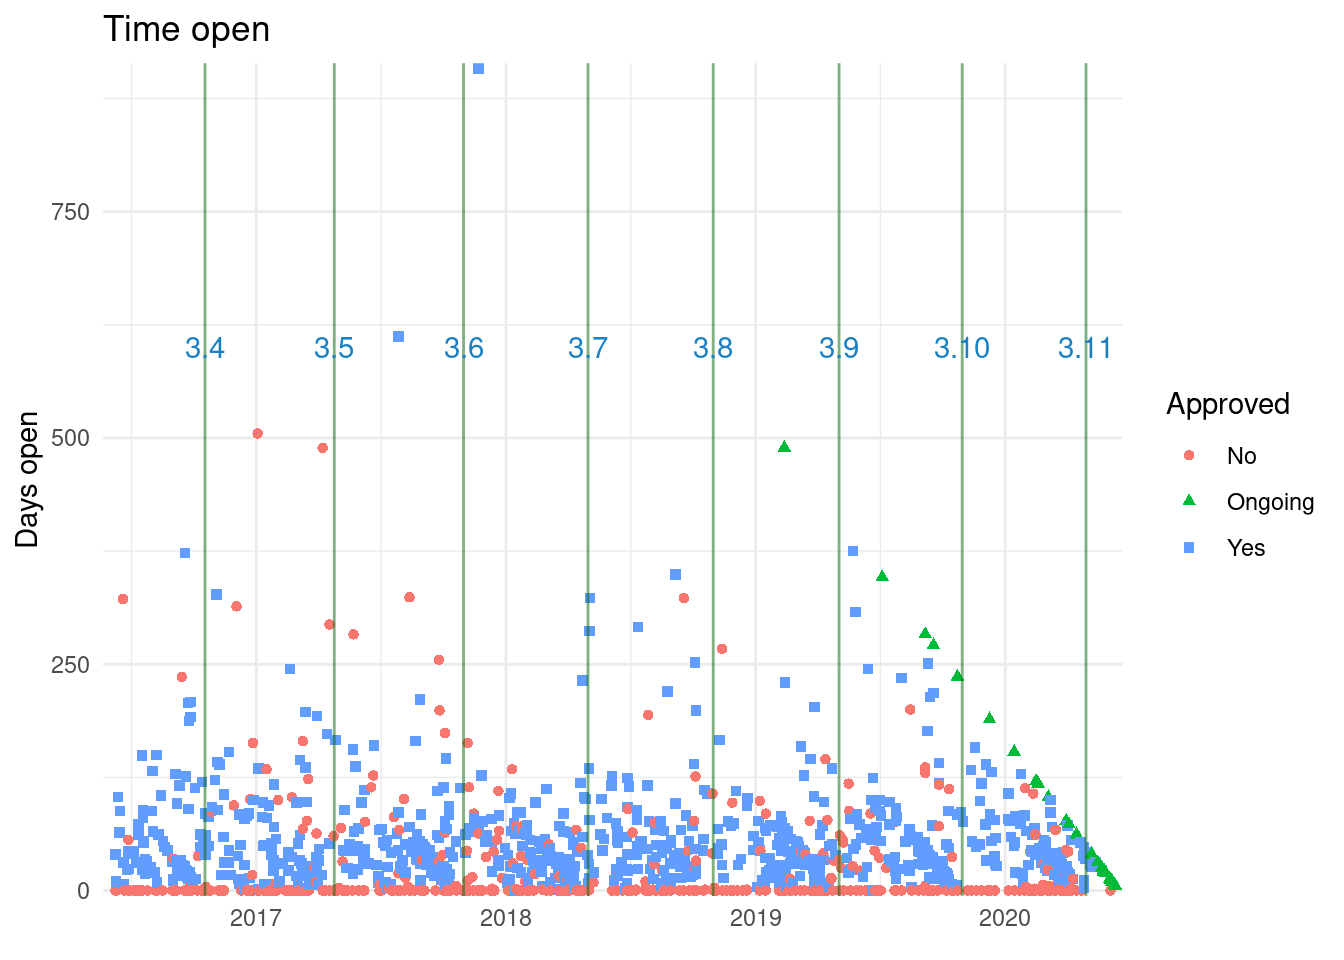 Time open
750
500
250
0
Days open
3.4 3.5 3.6 3.7 3.8 3.9 3.10 3.11
2017 2018 2019 2020
Approved
No
Ongoing
Yes